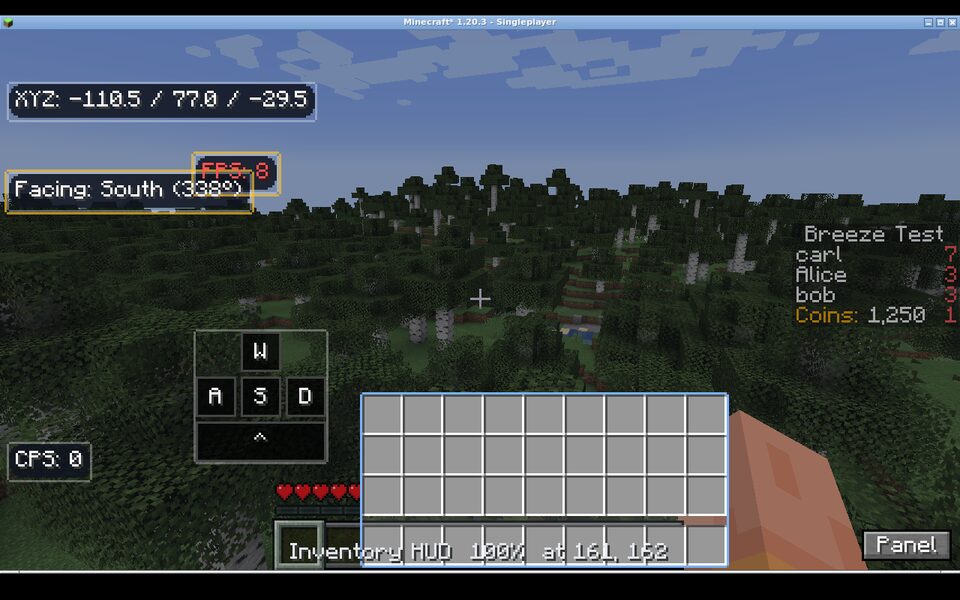 Minecraft* 1.20.3 - Singleplayer
XYZ: -110.5 / 77.0 / -29.5
FPS: 8
Facing: South (338°)
Breeze Test
carl 7
Alice 3
bob 3
Coins: 1,250 1
W
A S D
^
CPS: 0
Inventory HUD 100% at 161, 162
Panel